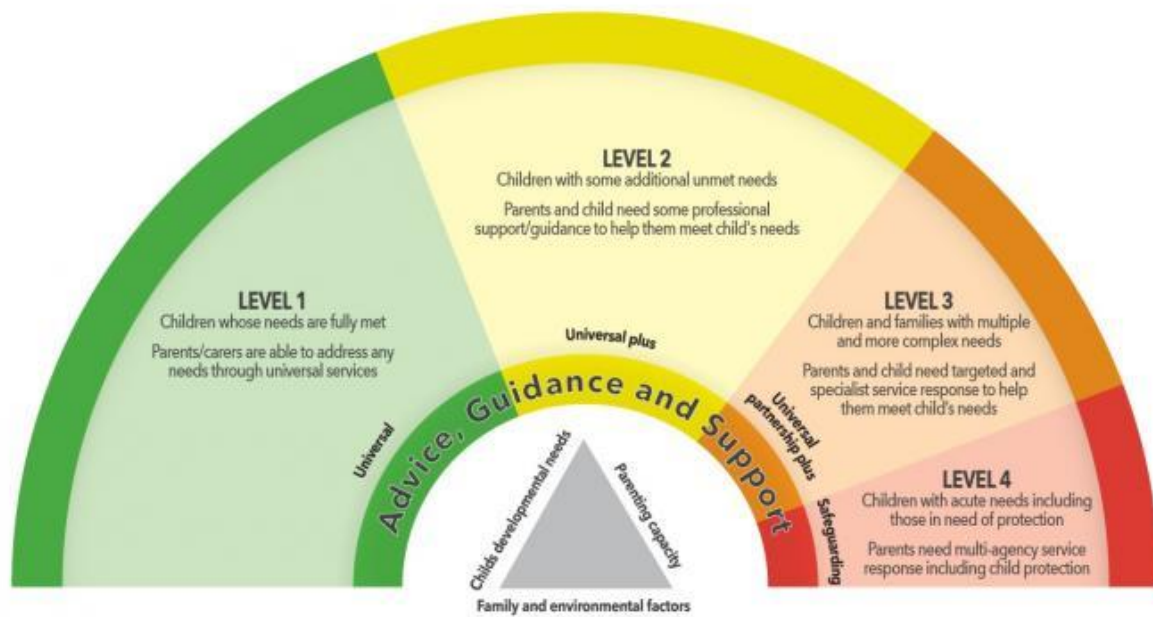 LEVEL 1
Children whose needs are fully met
Parents/carers are able to address any
needs through universal services
Universal
LEVEL 2
Children with some additional unmet needs
Parents and child need some professional
support/guidance to help them meet child's needs
Universal plus
LEVEL 3
Children and families with multiple
and more complex needs
Parents and child need targeted and
specialist service response to help
them meet child's needs
Universal
partnership plus
LEVEL 4
Children with acute needs including
those in need of protection
Parents need multi-agency service
response including child protection
Safeguarding
Advice, Guidance and Support
Childs developmental needs
Parenting capacity
Family and environmental factors